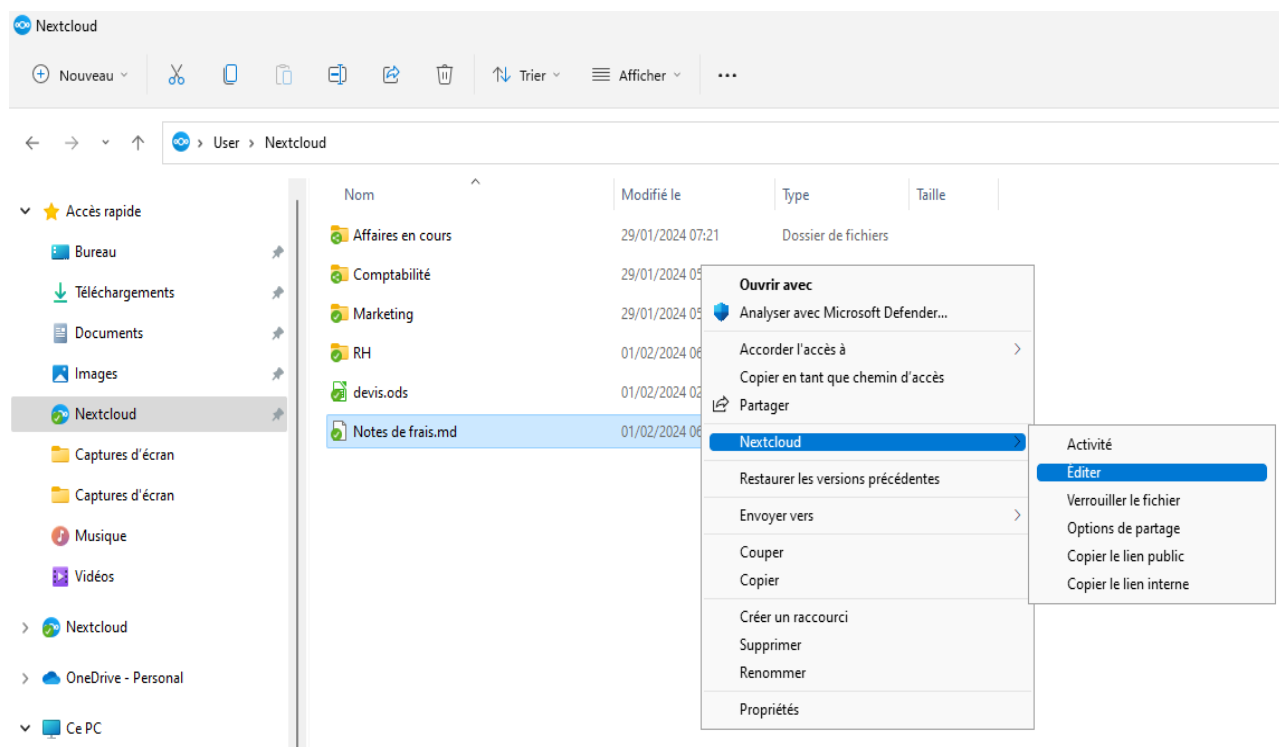 Nextcloud
Nouveau
Trier
Afficher
User > Nextcloud
Nom
Modifié le
Type
Taille
Accès rapide
Bureau
Téléchargements
Documents
Images
Nextcloud
Captures d'écran
Captures d'écran
Musique
Vidéos
Nextcloud
OneDrive - Personal
Ce PC
Affaires en cours 29/01/2024 07:21 Dossier de fichiers
Comptabilité 29/01/2024 05
Marketing 29/01/2024 05
RH 01/02/2024 06
devis.ods 01/02/2024 02
Notes de frais.md 01/02/2024 06
Ouvrir avec
Analyser avec Microsoft Defender...
Accorder l'accès à
Copier en tant que chemin d'accès
Partager
Nextcloud
Restaurer les versions précédentes
Envoyer vers
Couper
Copier
Créer un raccourci
Supprimer
Renommer
Propriétés
Activité
Éditer
Verrouiller le fichier
Options de partage
Copier le lien public
Copier le lien interne